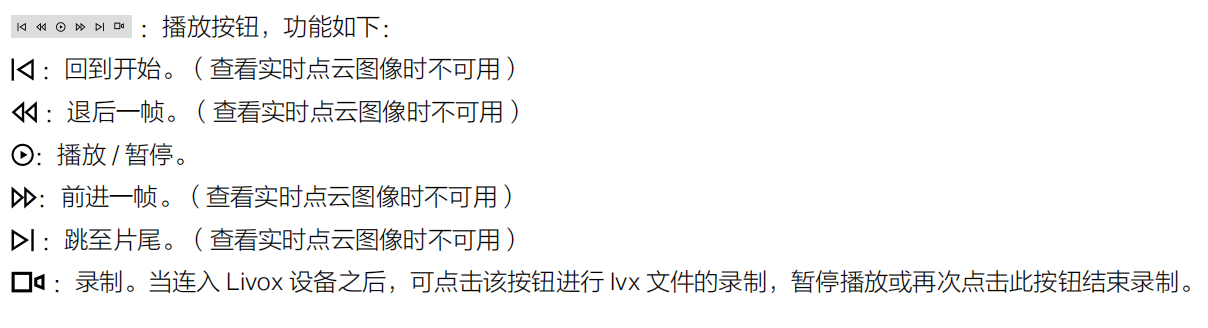 ：播放按钮，功能如下：
：回到开始。（查看实时点云图像时不可用）
：退后一帧。（查看实时点云图像时不可用）
：播放 / 暂停。
：前进一帧。（查看实时点云图像时不可用）
：跳至片尾。（查看实时点云图像时不可用）
：录制。当连入 Livox 设备之后，可点击该按钮进行 lvx 文件的录制，暂停播放或再次点击此按钮结束录制。